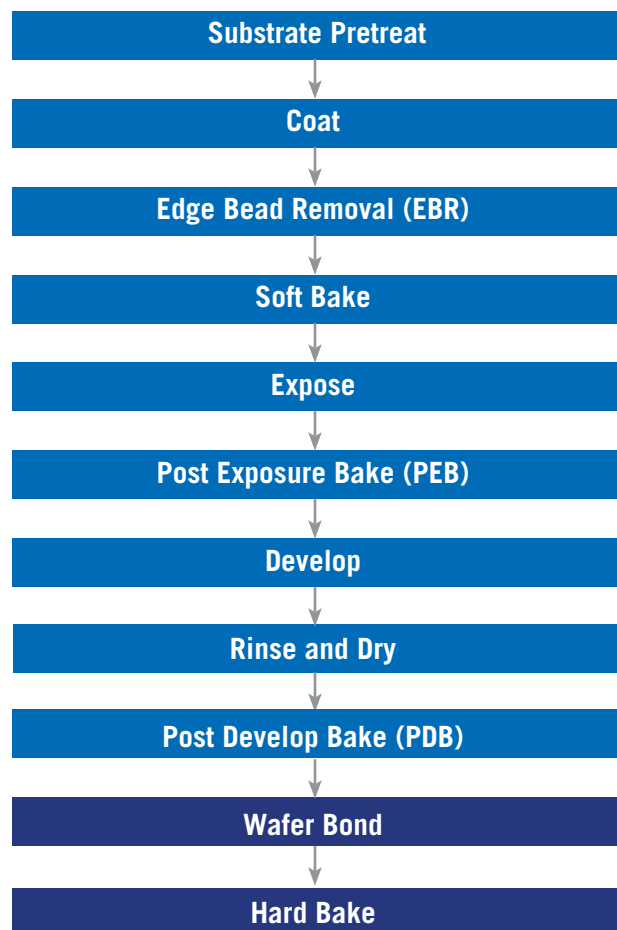 Substrate Pretreat
Coat
Edge Bead Removal (EBR)
Soft Bake
Expose
Post Exposure Bake (PEB)
Develop
Rinse and Dry
Post Develop Bake (PDB)
Wafer Bond
Hard Bake